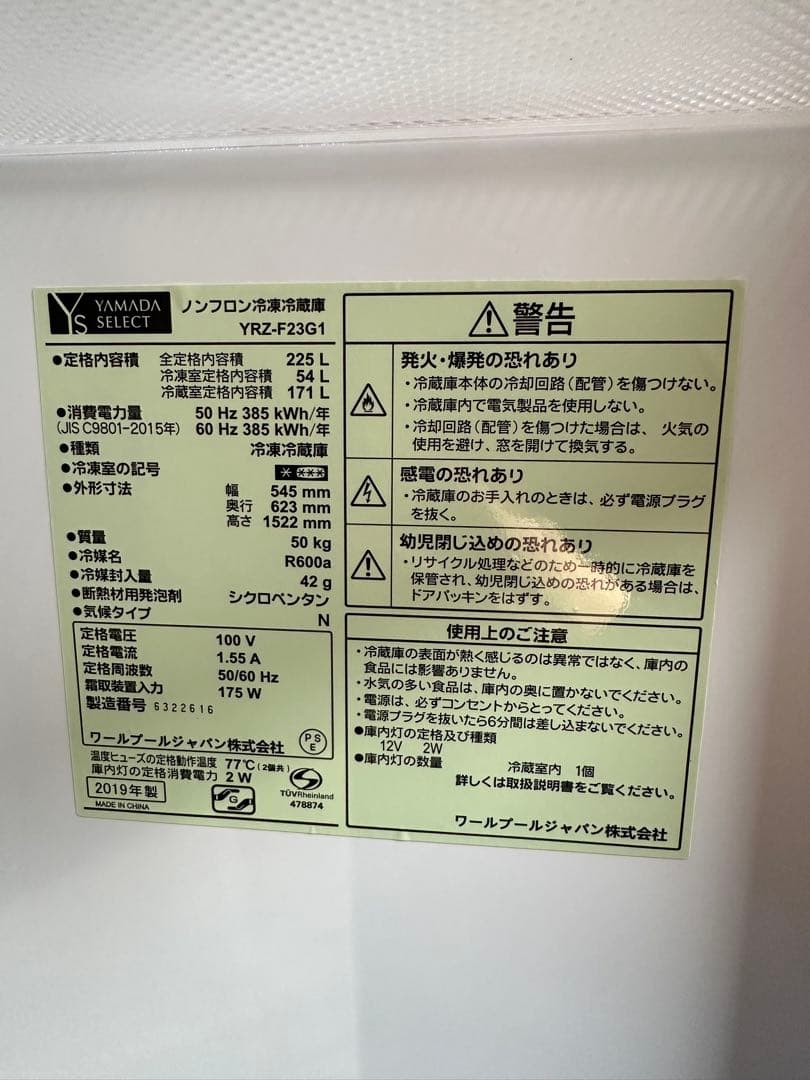 YS YAMADA SELECT
ノンフロン冷凍冷蔵庫
YRZ-F23G1
●定格内容積 全定格内容積 225 L
冷凍室定格内容積 54 L
冷蔵室定格内容積 171 L
●消費電力量 50 Hz 385 kWh/年
(JIS C9801-2015年) 60 Hz 385 kWh/年
●種類 冷凍冷蔵庫
●冷凍室の記号
●外形寸法 幅 545 mm
奥行 623 mm
高さ 1522 mm
●質量 50 kg
●冷媒名 R600a
●冷媒封入量 42 g
●断熱材用発泡剤 シクロペンタン
●気候タイプ N
定格電圧 100 V
定格電流 1.55 A
定格周波数 50/60 Hz
霜取装置入力 175 W
製造番号 6322616
ワールプールジャパン株式会社
PSE
温度ヒューズの定格動作温度 77℃(2個共)
庫内灯の定格消費電力 2 W
2019年製
MADE IN CHINA
G
TÜVRheinland
478874
警告
発火・爆発の恐れあり
・冷蔵庫本体の冷却回路(配管)を傷つけない。
・冷蔵庫内で電気製品を使用しない。
・冷却回路(配管)を傷つけた場合は、火気の
使用を避け、窓を開けて換気する。
感電の恐れあり
・冷蔵庫のお手入れのときは、必ず電源プラグ
を抜く。
幼児閉じ込めの恐れあり
・リサイクル処理などのため一時的に冷蔵庫を
保管され、幼児閉じ込めの恐れがある場合は、
ドアパッキンをはずす。
使用上のご注意
・冷蔵庫の表面が熱く感じるのは異常ではなく、庫内の
食品には影響ありません。
・水気の多い食品は、庫内の奥に置かないでください。
・電源は、必ずコンセントからとってください。
・電源プラグを抜いたら6分間は差し込まないでください。
●庫内灯の定格及び種類
12V 2W
●庫内灯の数量 冷蔵室内 1個
詳しくは取扱説明書をご覧ください。
ワールプールジャパン株式会社